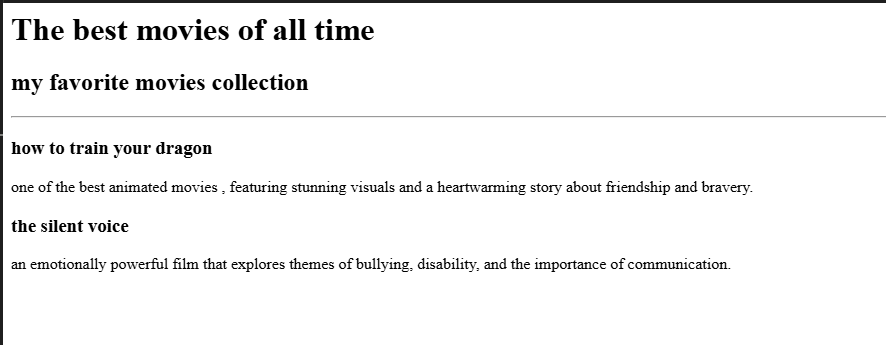 The best movies of all time
my favorite movies collection
how to train your dragon
one of the best animated movies , featuring stunning visuals and a heartwarming story about friendship and bravery.
the silent voice
an emotionally powerful film that explores themes of bullying, disability, and the importance of communication.